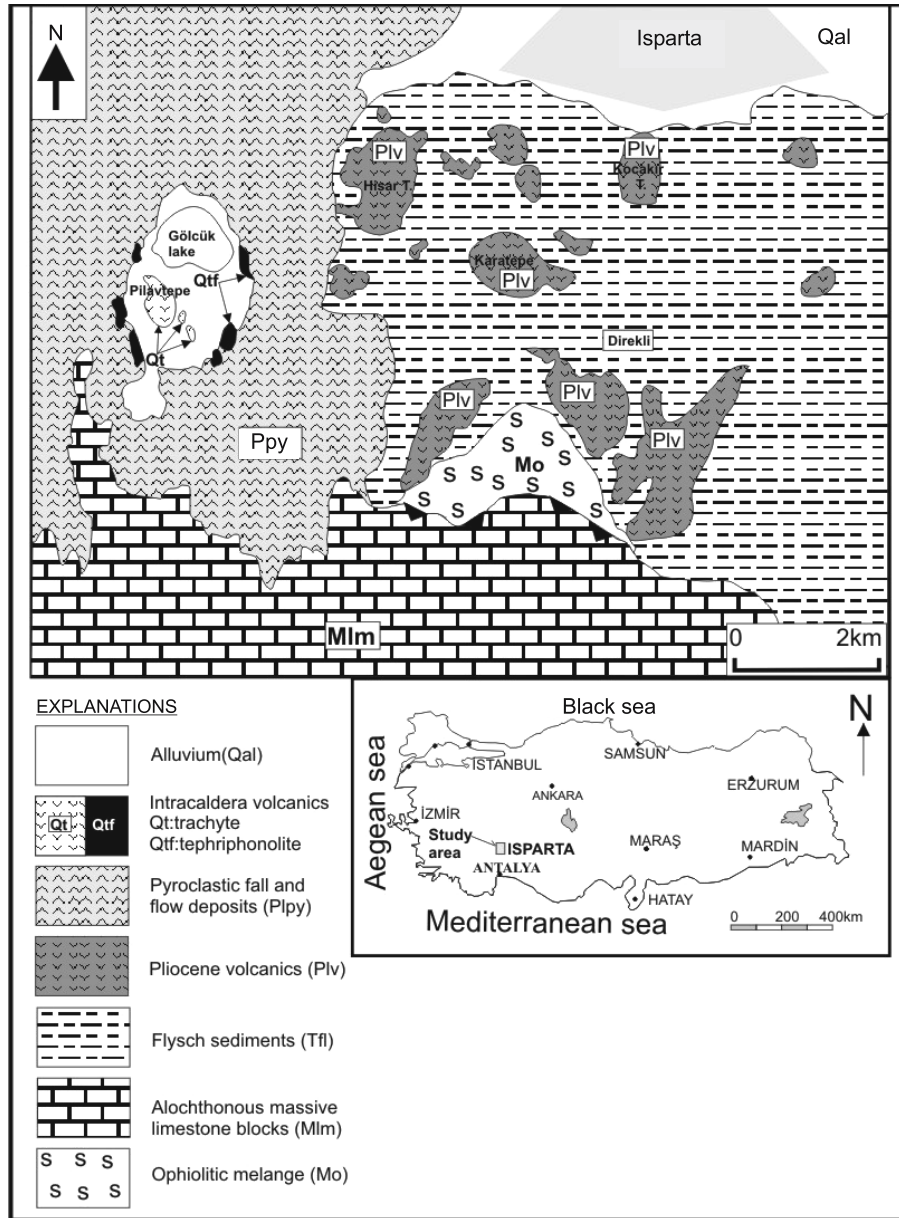 N
Isparta
Qal
Plv
Hisar T.
Plv
Kocakır
T.
Gölcük
lake
Karatepe
Plv
Pilavtepe
Qtf
Direkli
Qt
Plv
Plv
Plv
Ppy
S
S
S
S
S
Mo
S
S
S
S
S
S
S
S
S
Mlm
0 2km
EXPLANATIONS
Alluvium(Qal)
Qt Qtf
Intracaldera volcanics
Qt:trachyte
Qtf:tephriphonolite
Pyroclastic fall and
flow deposits (Plpy)
Pliocene volcanics (Plv)
Flysch sediments (Tfl)
Alochthonous massive
limestone blocks (Mlm)
S S S
S S S
Ophiolitic melange (Mo)
Black sea
N
Aegean sea
İSTANBUL
SAMSUN
ANKARA
ERZURUM
İZMİR
Study
area
ISPARTA
MARAŞ
MARDİN
ANTALYA
HATAY
Mediterranean sea
0 200 400km